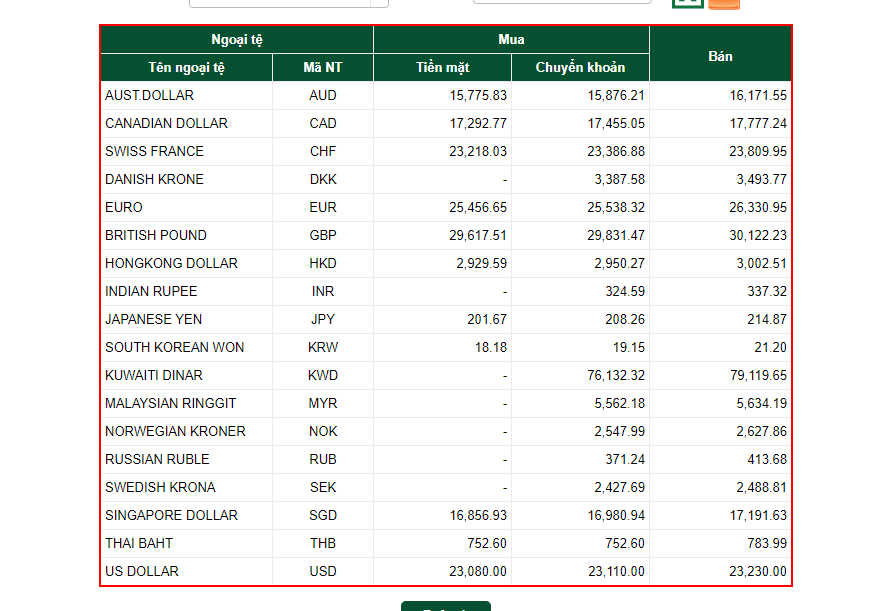 Ngoại tệ Mua Bán
Tên ngoại tệ Mã NT Tiền mặt Chuyển khoản
AUST.DOLLAR AUD 15,775.83 15,876.21 16,171.55
CANADIAN DOLLAR CAD 17,292.77 17,455.05 17,777.24
SWISS FRANCE CHF 23,218.03 23,386.88 23,809.95
DANISH KRONE DKK - 3,387.58 3,493.77
EURO EUR 25,456.65 25,538.32 26,330.95
BRITISH POUND GBP 29,617.51 29,831.47 30,122.23
HONGKONG DOLLAR HKD 2,929.59 2,950.27 3,002.51
INDIAN RUPEE INR - 324.59 337.32
JAPANESE YEN JPY 201.67 208.26 214.87
SOUTH KOREAN WON KRW 18.18 19.15 21.20
KUWAITI DINAR KWD - 76,132.32 79,119.65
MALAYSIAN RINGGIT MYR - 5,562.18 5,634.19
NORWEGIAN KRONER NOK - 2,547.99 2,627.86
RUSSIAN RUBLE RUB - 371.24 413.68
SWEDISH KRONA SEK - 2,427.69 2,488.81
SINGAPORE DOLLAR SGD 16,856.93 16,980.94 17,191.63
THAI BAHT THB 752.60 752.60 783.99
US DOLLAR USD 23,080.00 23,110.00 23,230.00